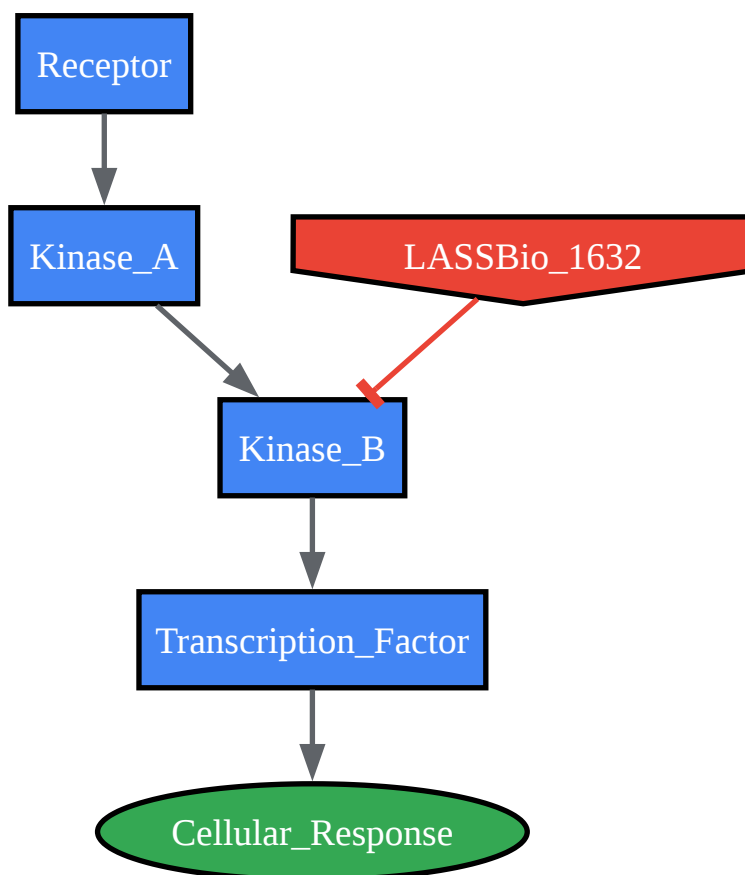 Receptor
Kinase_A
LASSBio_1632
Kinase_B
Transcription_Factor
Cellular_Response